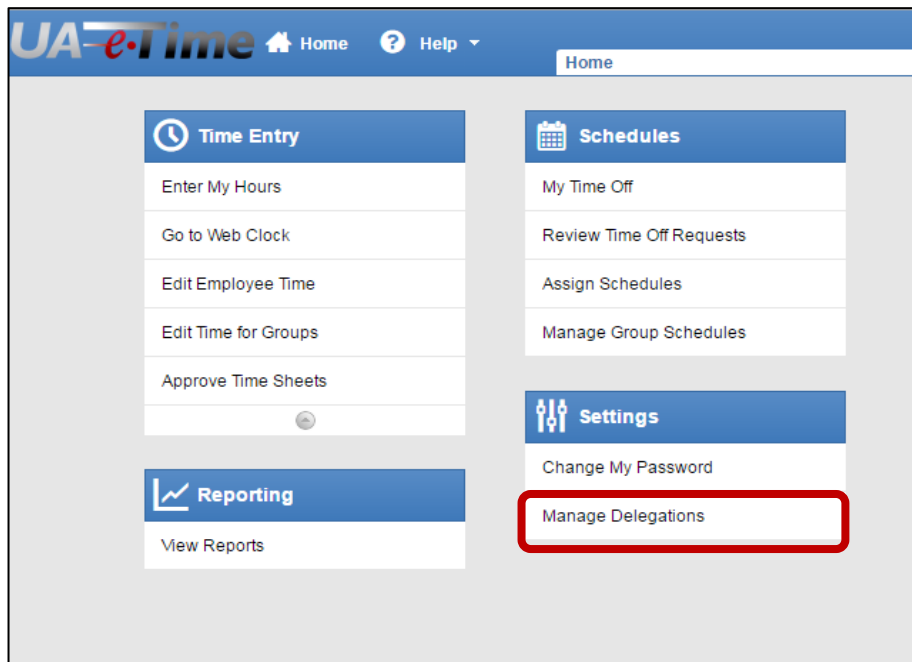 UA-e-Time Home Help
Home
Time Entry
Enter My Hours
Go to Web Clock
Edit Employee Time
Edit Time for Groups
Approve Time Sheets
Reporting
View Reports
Schedules
My Time Off
Review Time Off Requests
Assign Schedules
Manage Group Schedules
Settings
Change My Password
Manage Delegations